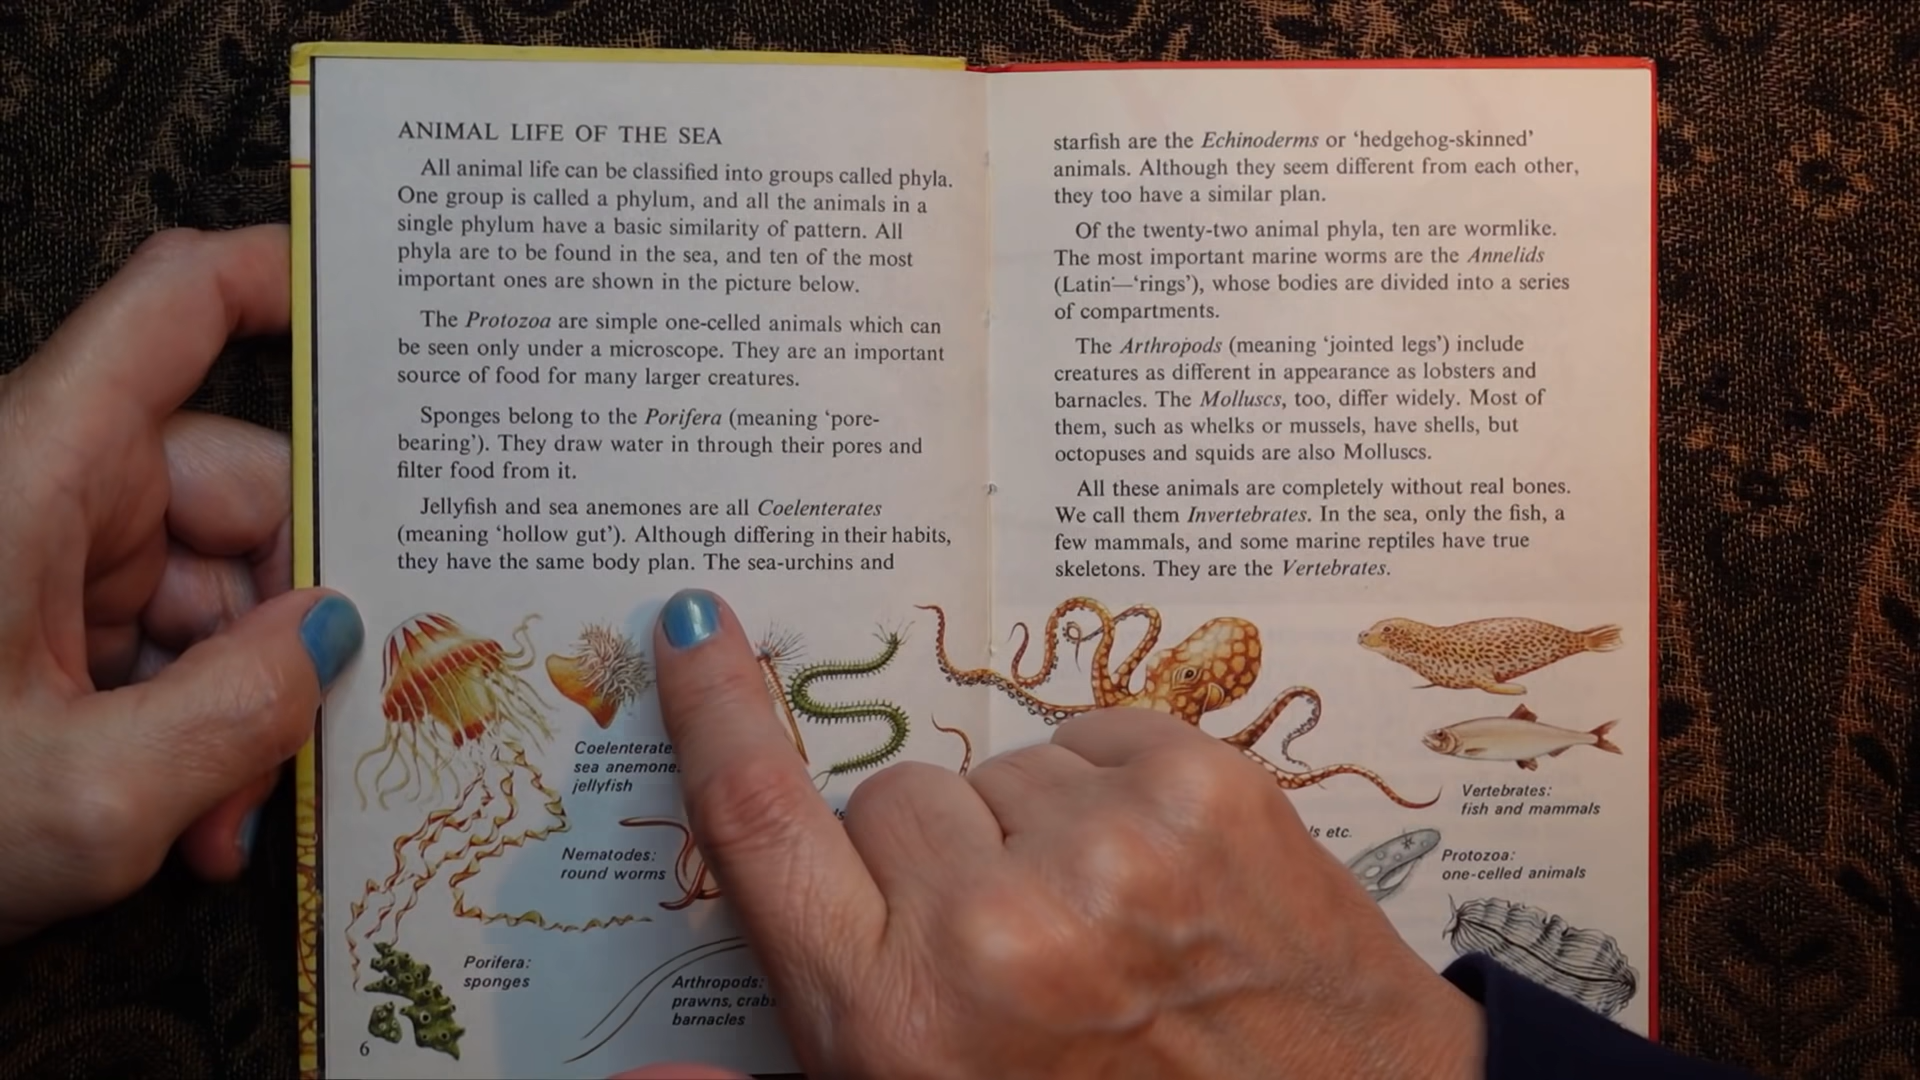 ANIMAL LIFE OF THE SEA
All animal life can be classified into groups called phyla.
One group is called a phylum, and all the animals in a
single phylum have a basic similarity of pattern. All
phyla are to be found in the sea, and ten of the most
important ones are shown in the picture below.
The Protozoa are simple one-celled animals which can
be seen only under a microscope. They are an important
source of food for many larger creatures.
Sponges belong to the Porifera (meaning ‘pore-
bearing’). They draw water in through their pores and
filter food from it.
Jellyfish and sea anemones are all Coelenterates
(meaning ‘hollow gut’). Although differing in their habits,
they have the same body plan. The sea-urchins and
Coelenterate
sea anemone
jellyfish
Nematodes:
round worms
Porifera:
sponges
Arthropods:
prawns, crabs
barnacles
6
starfish are the Echinoderms or ‘hedgehog-skinned’
animals. Although they seem different from each other,
they too have a similar plan.
Of the twenty-two animal phyla, ten are wormlike.
The most important marine worms are the Annelids
(Latin—‘rings’), whose bodies are divided into a series
of compartments.
The Arthropods (meaning ‘jointed legs’) include
creatures as different in appearance as lobsters and
barnacles. The Molluscs, too, differ widely. Most of
them, such as whelks or mussels, have shells, but
octopuses and squids are also Molluscs.
All these animals are completely without real bones.
We call them Invertebrates. In the sea, only the fish, a
few mammals, and some marine reptiles have true
skeletons. They are the Vertebrates.
Vertebrates:
fish and mammals
etc.
Protozoa:
one-celled animals